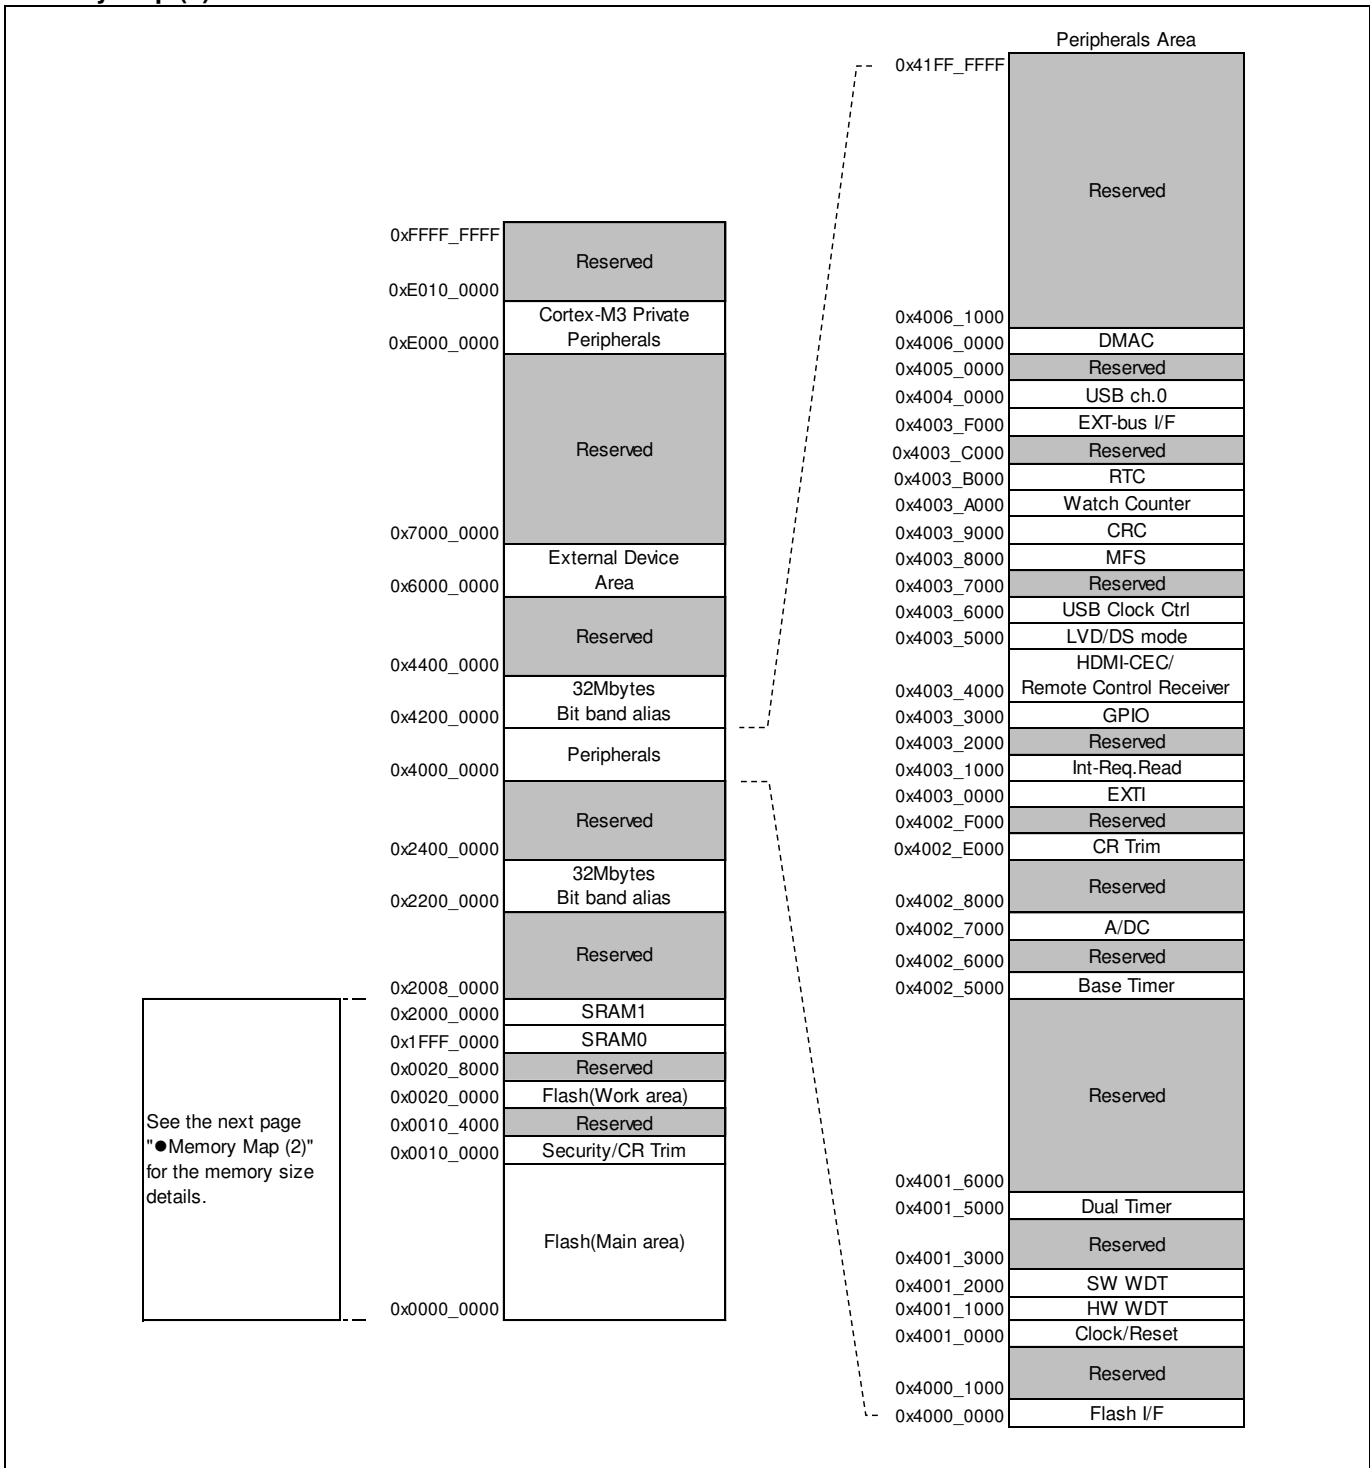 Peripherals Area
0x41FF_FFFF
Reserved
0x4006_1000
0x4006_0000 DMAC
0x4005_0000 Reserved
0x4004_0000 USB ch.0
0x4003_F000 EXT-bus I/F
0x4003_C000 Reserved
0x4003_B000 RTC
0x4003_A000 Watch Counter
0x4003_9000 CRC
0x4003_8000 MFS
0x4003_7000 Reserved
0x4003_6000 USB Clock Ctrl
0x4003_5000 LVD/DS mode
HDMI-CEC/
0x4003_4000 Remote Control Receiver
0x4003_3000 GPIO
0x4003_2000 Reserved
0x4003_1000 Int-Req.Read
0x4003_0000 EXTI
0x4002_F000 Reserved
0x4002_E000 CR Trim
Reserved
0x4002_8000
0x4002_7000 A/DC
0x4002_6000 Reserved
0x4002_5000 Base Timer
Reserved
0x4001_6000
0x4001_5000 Dual Timer
Reserved
0x4001_3000
0x4001_2000 SW WDT
0x4001_1000 HW WDT
0x4001_0000 Clock/Reset
Reserved
0x4000_1000
0x4000_0000 Flash I/F
0xFFFF_FFFF
Reserved
0xE010_0000
Cortex-M3 Private
0xE000_0000 Peripherals
Reserved
0x7000_0000
External Device
0x6000_0000 Area
Reserved
0x4400_0000
32Mbytes
0x4200_0000 Bit band alias
Peripherals
0x4000_0000
Reserved
0x2400_0000
32Mbytes
0x2200_0000 Bit band alias
Reserved
0x2008_0000
0x2000_0000 SRAM1
0x1FFF_0000 SRAM0
0x0020_8000 Reserved
0x0020_0000 Flash(Work area)
0x0010_4000 Reserved
0x0010_0000 Security/CR Trim
Flash(Main area)
0x0000_0000
See the next page
"●Memory Map (2)"
for the memory size
details.